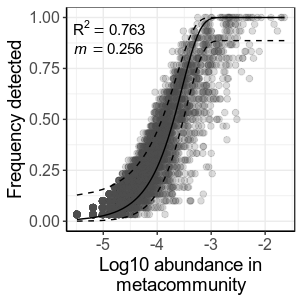 R² = 0.763
m = 0.256
Frequency detected
1.00
0.75
0.50
0.25
0.00
-5
-4
-3
-2
Log10 abundance in
metacommunity